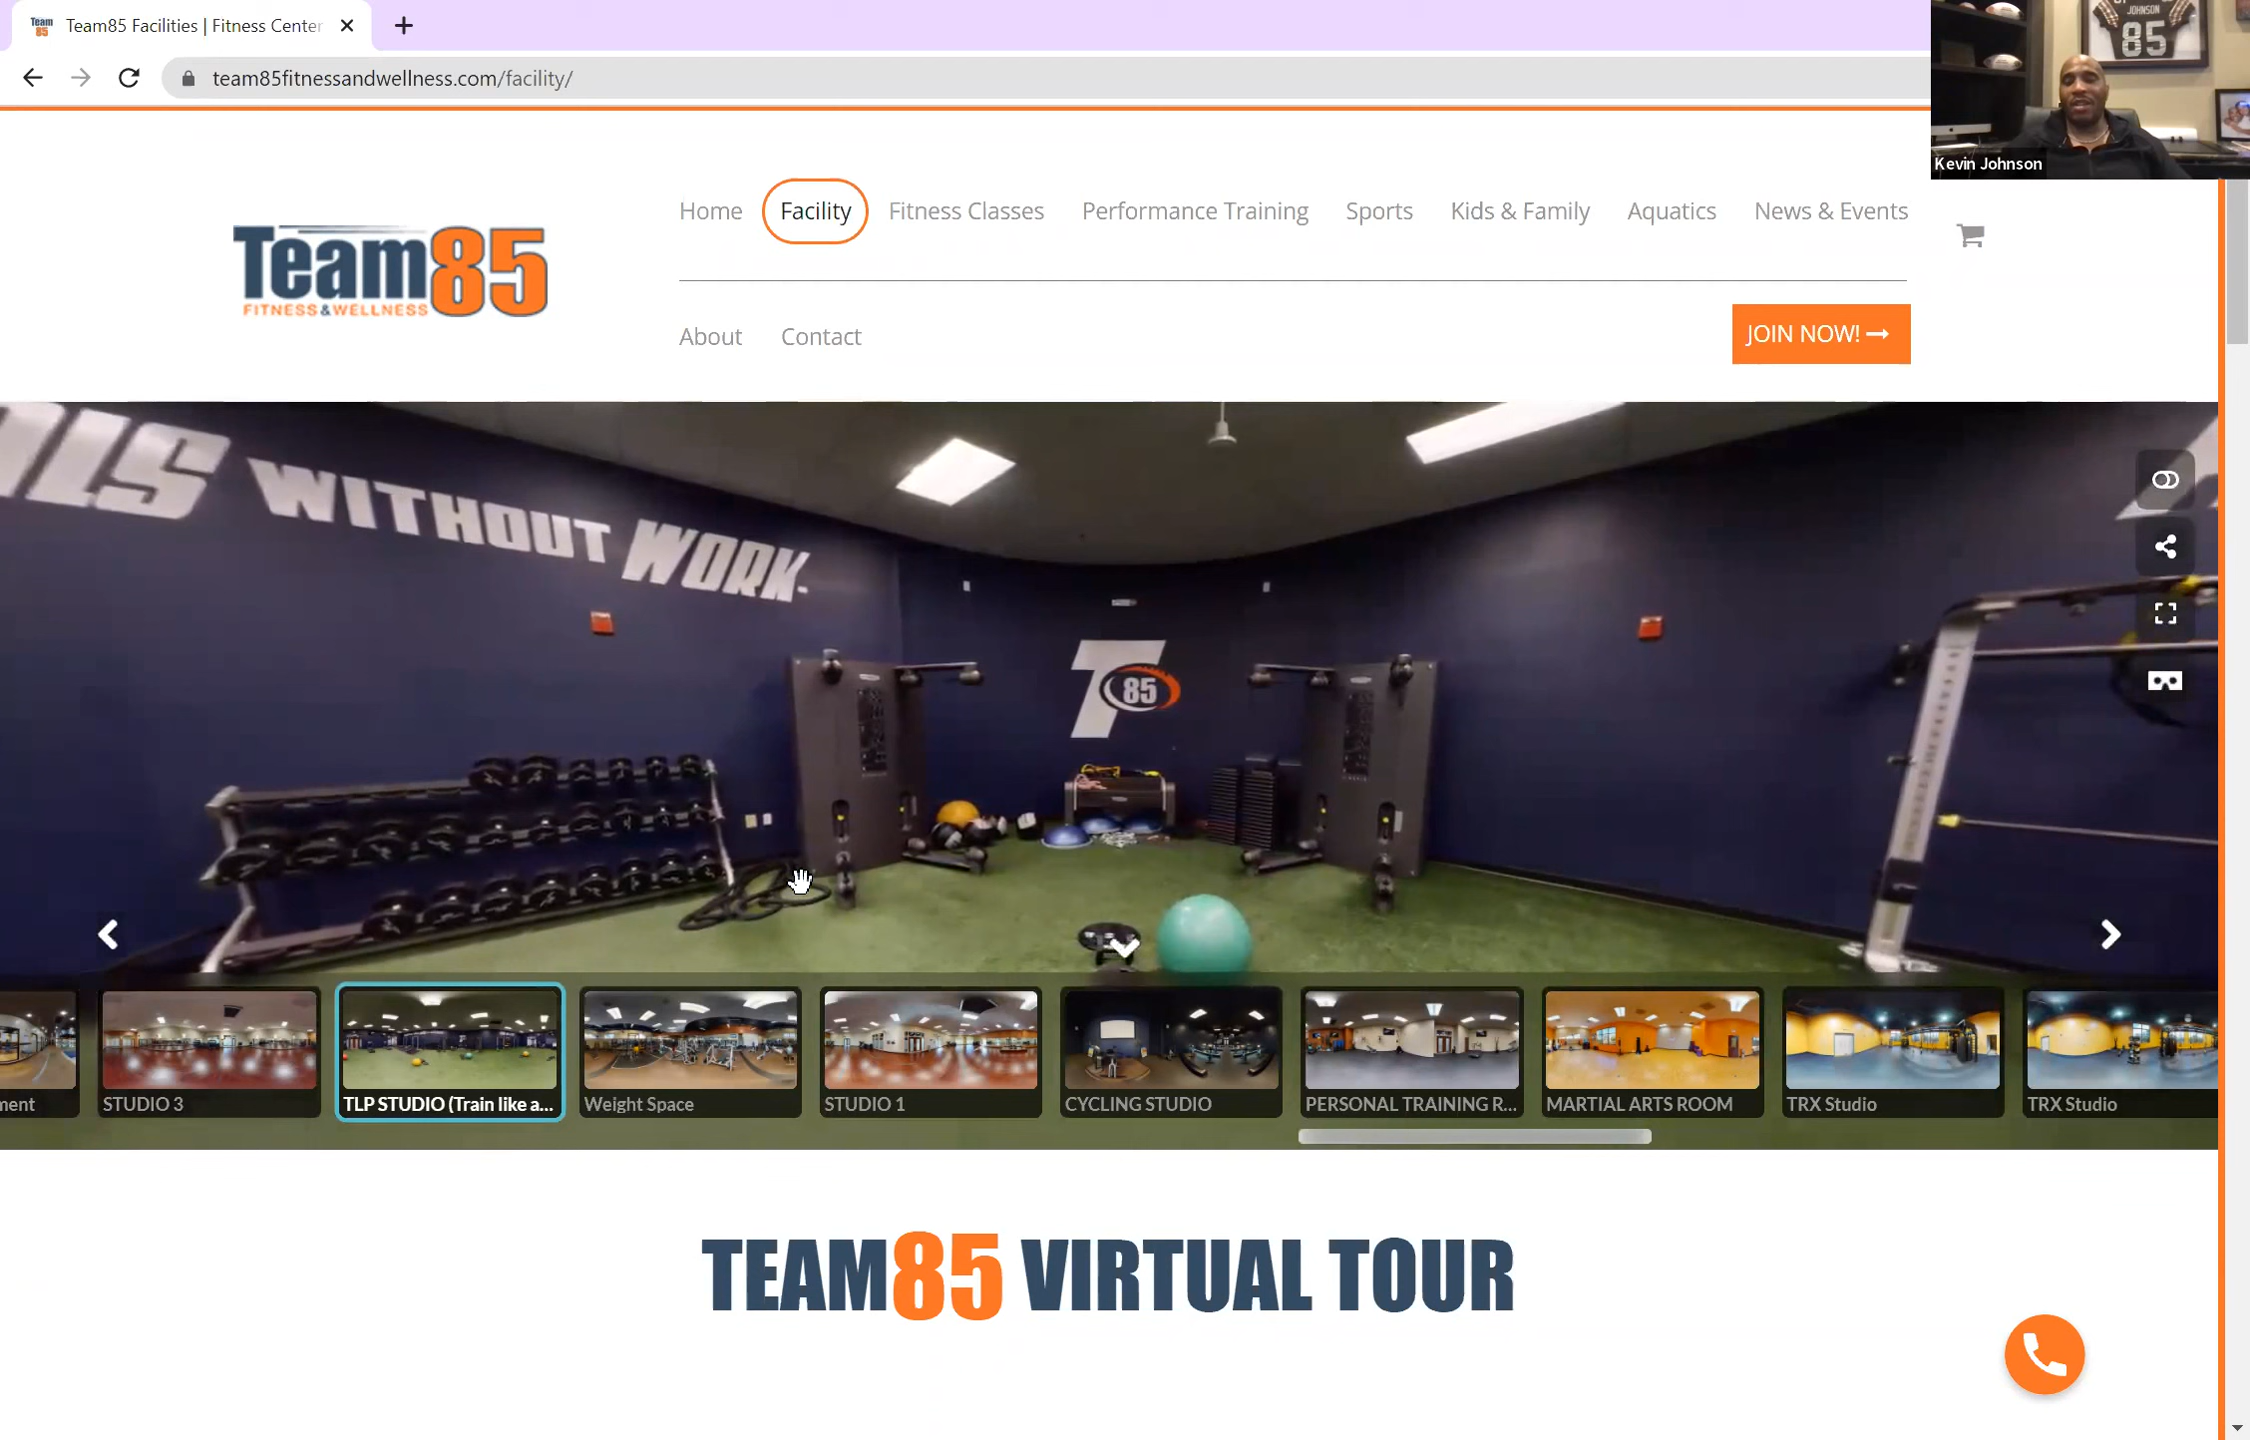 Team85 Facilities | Fitness Center
team85fitnessandwellness.com/facility/
JOHNSON
85
Kevin Johnson
Home
Facility
Fitness Classes
Performance Training
Sports
Kids & Family
Aquatics
News & Events
Team85
FITNESS&WELLNESS
About
Contact
JOIN NOW!
WITHOUT WORK.
T 85
ment
STUDIO 3
TLP STUDIO (Train like a...
Weight Space
STUDIO 1
CYCLING STUDIO
PERSONAL TRAINING R...
MARTIAL ARTS ROOM
TRX Studio
TRX Studio
TEAM85 VIRTUAL TOUR